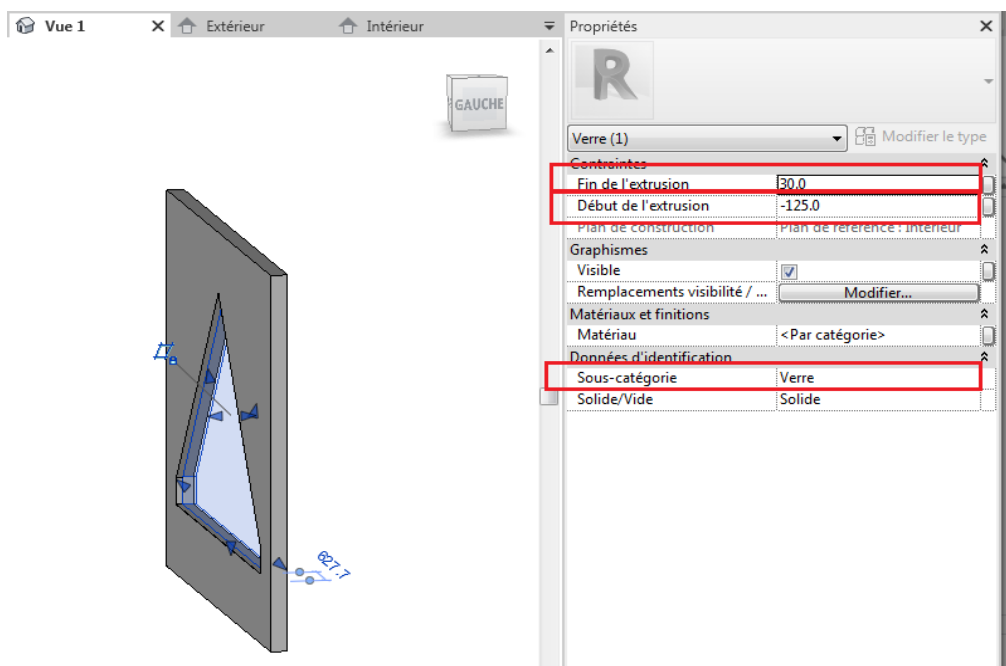 Vue 1 Extérieur Intérieur
GAUCHE
627.7
Propriétés
R
Verre (1) Modifier le type
Contraintes
Fin de l'extrusion 30.0
Début de l'extrusion -125.0
Plan de construction Plan de référence : Intérieur
Graphismes
Visible
Remplacements visibilité / ... Modifier...
Matériaux et finitions
Matériau <Par catégorie>
Données d'identification
Sous-catégorie Verre
Solide/Vide Solide